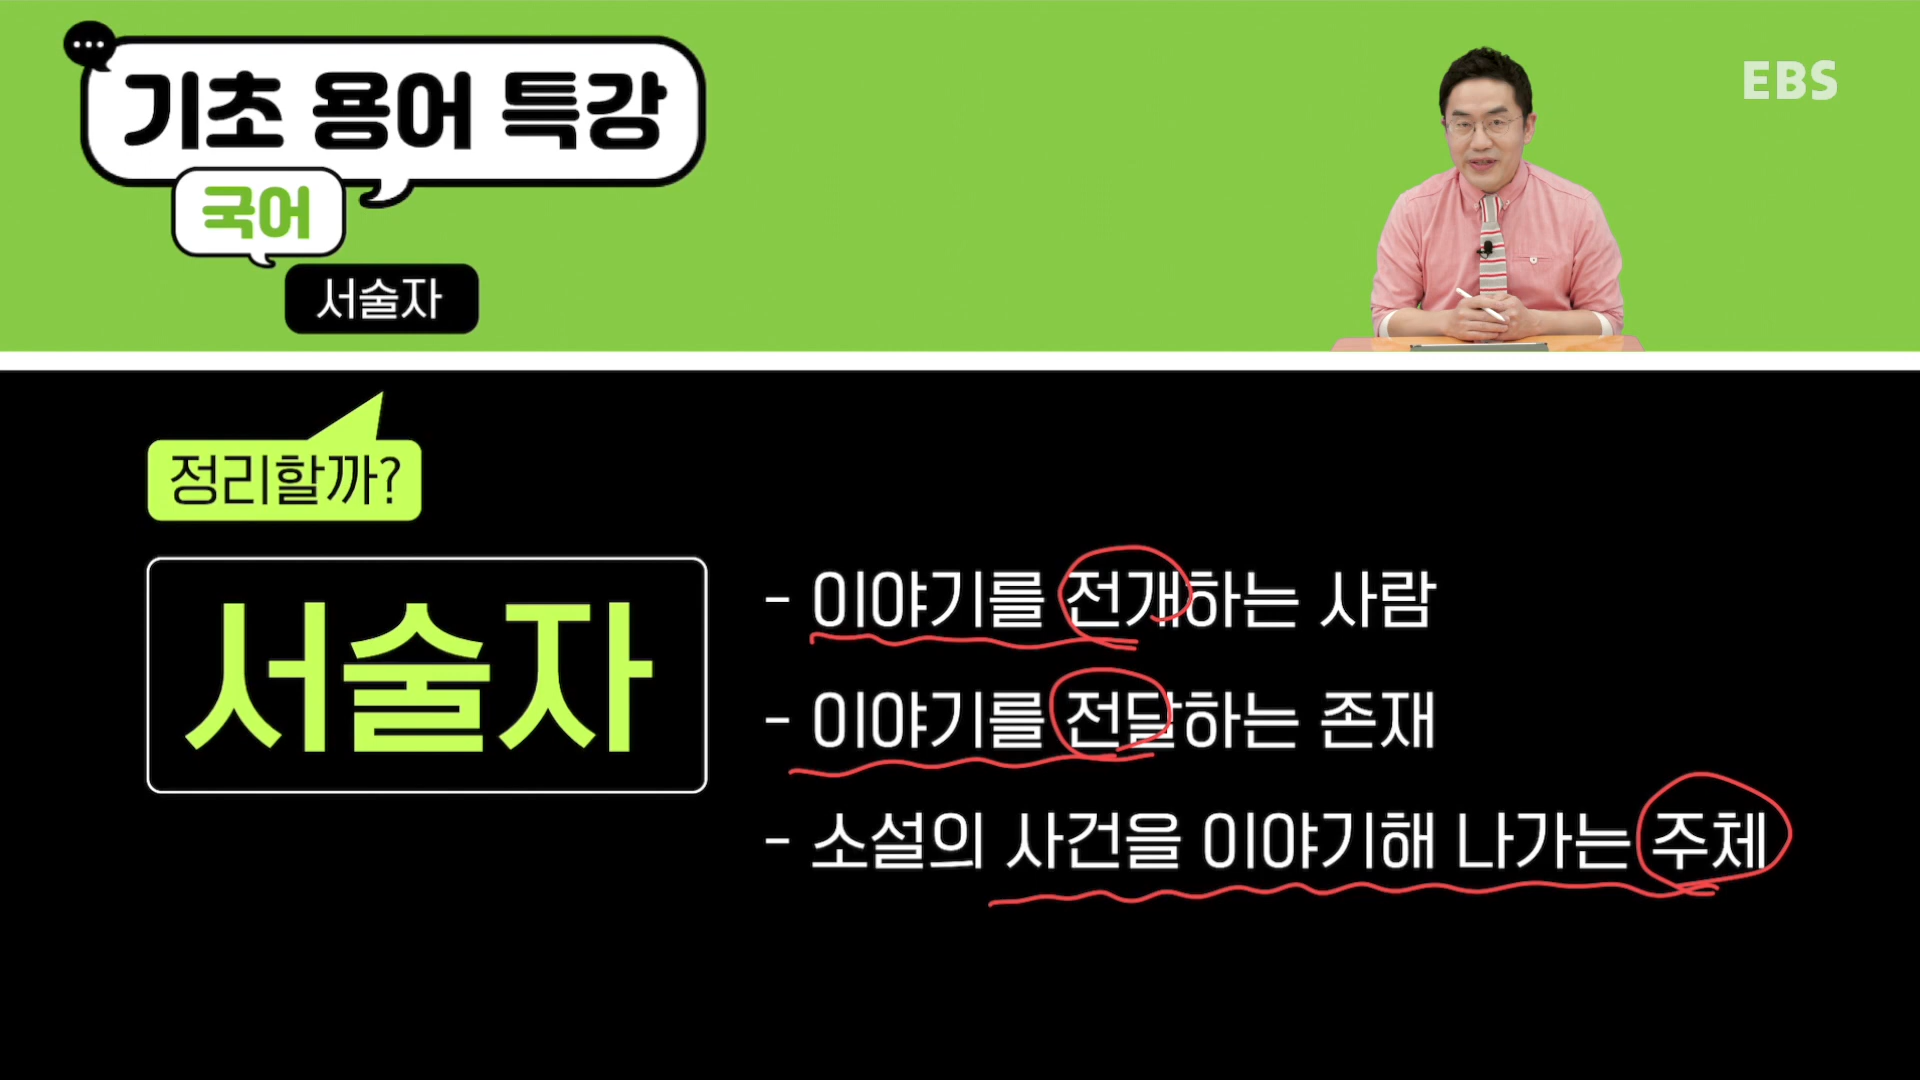 기초 용어 특강
EBS
국어
서술자
정리할까?
서술자
- 이야기를 전개하는 사람
- 이야기를 전달하는 존재
- 소설의 사건을 이야기해 나가는 주체